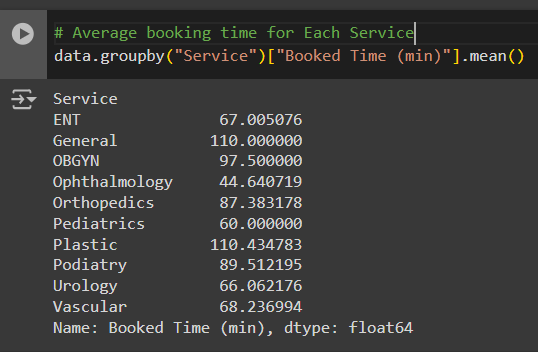 # Average booking time for Each Service
data.groupby("Service")["Booked Time (min)"].mean()
Service
ENT 67.005076
General 110.000000
OBGYN 97.500000
Ophthalmology 44.640719
Orthopedics 87.383178
Pediatrics 60.000000
Plastic 110.434783
Podiatry 89.512195
Urology 66.062176
Vascular 68.236994
Name: Booked Time (min), dtype: float64